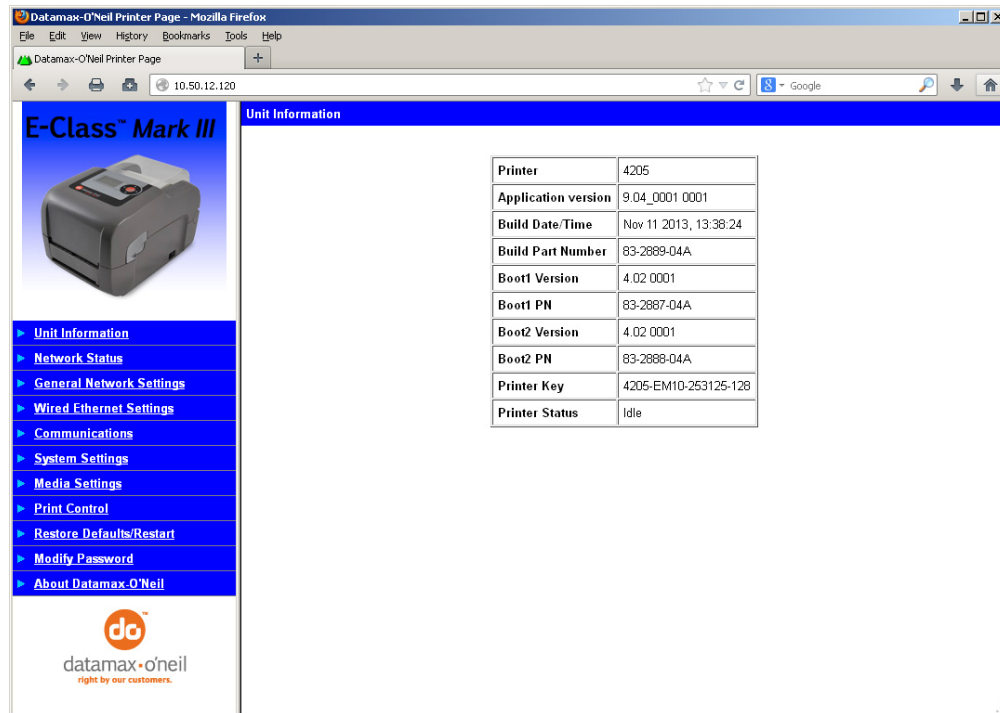 Datamax-O'Neil Printer Page - Mozilla Firefox
File Edit View History Bookmarks Tools Help
Datamax-O'Neil Printer Page
10.50.12.120
Google
E-Class™ Mark III
Unit Information
Network Status
General Network Settings
Wired Ethernet Settings
Communications
System Settings
Media Settings
Print Control
Restore Defaults/Restart
Modify Password
About Datamax-O'Neil
do™
datamax•o'neil
right by our customers.
Unit Information
Printer 4205
Application version 9.04_0001 0001
Build Date/Time Nov 11 2013, 13:38:24
Build Part Number 83-2889-04A
Boot1 Version 4.02 0001
Boot1 PN 83-2887-04A
Boot2 Version 4.02 0001
Boot2 PN 83-2888-04A
Printer Key 4205-EM10-253125-128
Printer Status Idle